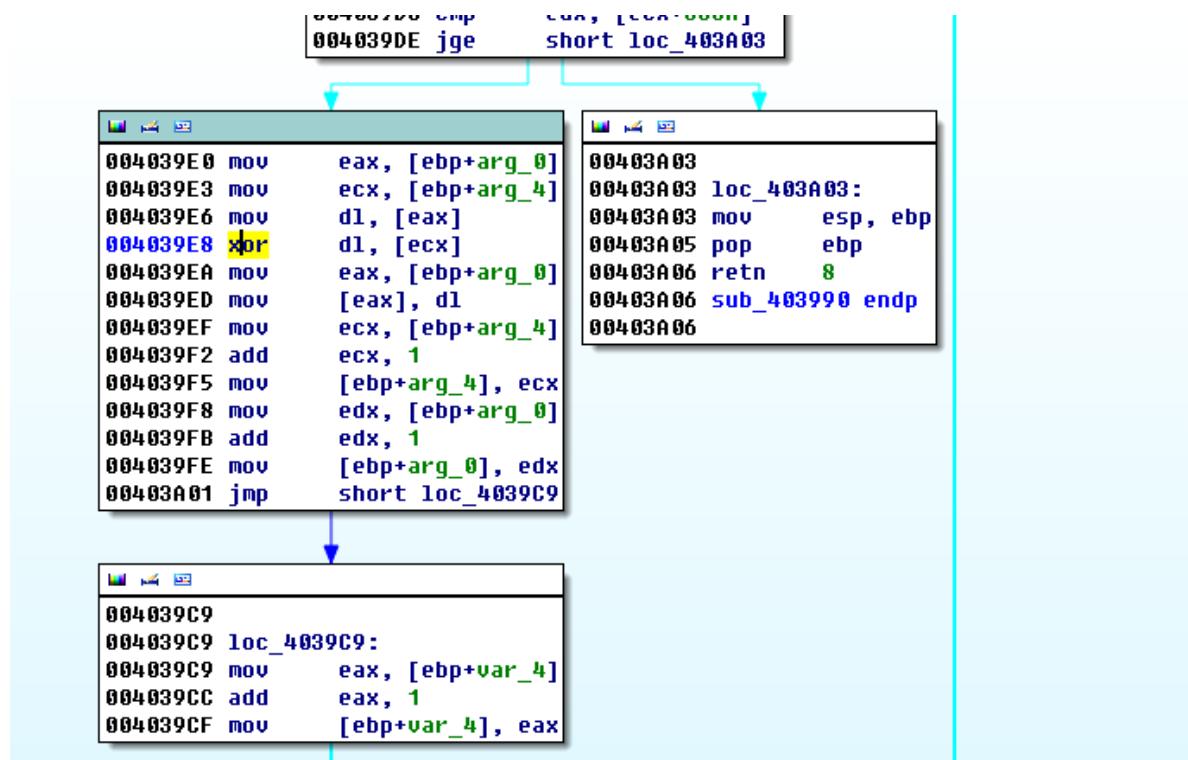 004039DE jge short loc_403A03
004039E0 mov eax, [ebp+arg_0]
004039E3 mov ecx, [ebp+arg_4]
004039E6 mov dl, [eax]
004039E8 xor dl, [ecx]
004039EA mov eax, [ebp+arg_0]
004039ED mov [eax], dl
004039EF mov ecx, [ebp+arg_4]
004039F2 add ecx, 1
004039F5 mov [ebp+arg_4], ecx
004039F8 mov edx, [ebp+arg_0]
004039FB add edx, 1
004039FE mov [ebp+arg_0], edx
00403A01 jmp short loc_4039C9
00403A03
00403A03 loc_403A03:
00403A03 mov esp, ebp
00403A05 pop ebp
00403A06 retn 8
00403A06 sub_403990 endp
00403A06
004039C9
004039C9 loc_4039C9:
004039C9 mov eax, [ebp+var_4]
004039CC add eax, 1
004039CF mov [ebp+var_4], eax